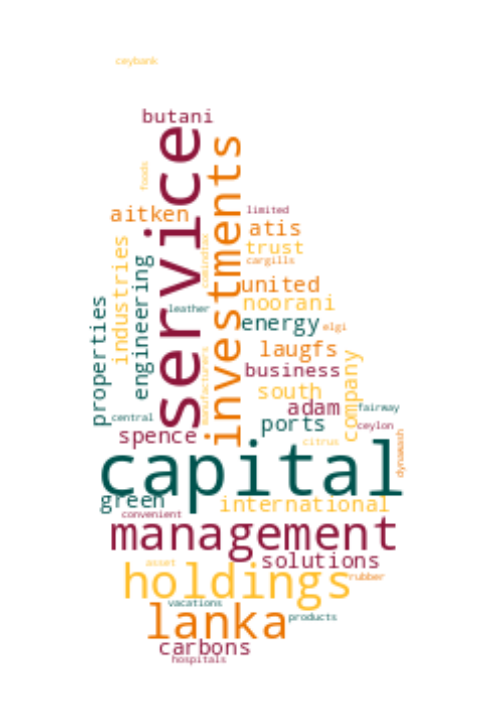 ceybank
butani
service
investments
foods
aitken
limited
atis
trust
cargills
industries
engineering
properties
united
noorani
leather
energy
elgi
laugfs
manufacturers
business
company
south
adam
fairway
central
ports
ceylon
spence
citrus
dynawash
capital
green
international
convenient
management
solutions
asset
holdings
rubber
vacations
lanka
products
carbons
hospitals